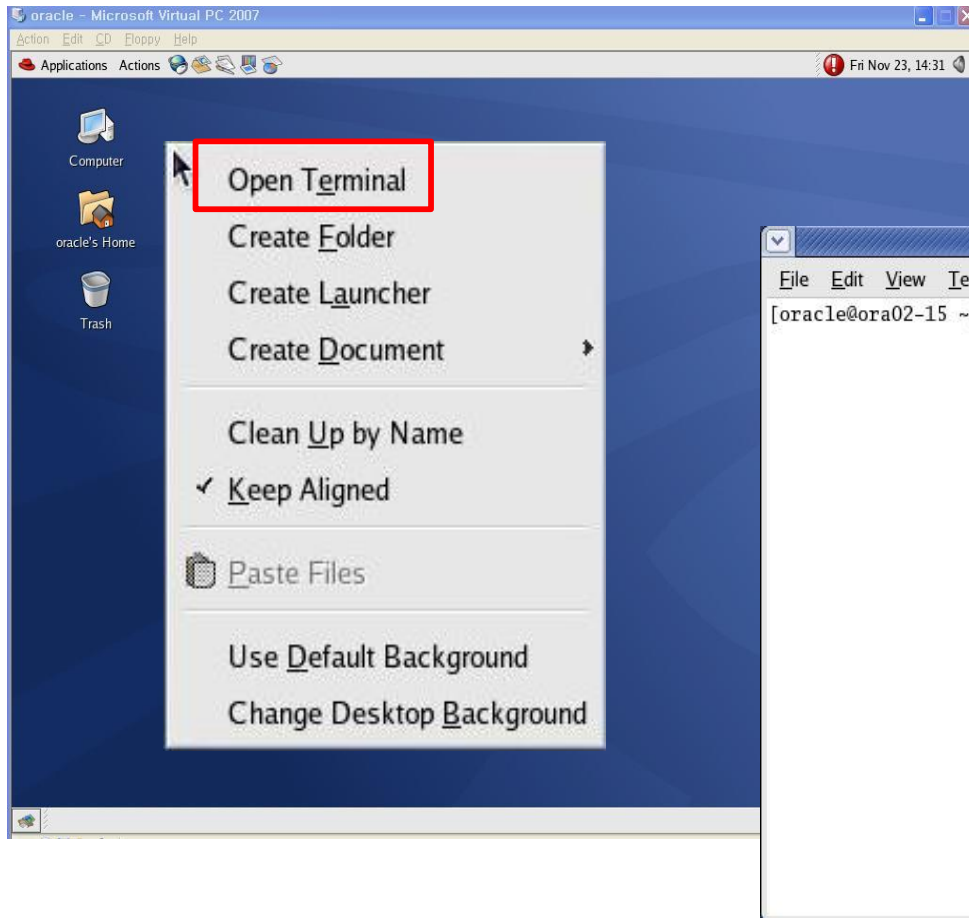 oracle - Microsoft Virtual PC 2007
Action Edit CD Floppy Help
Applications Actions
Fri Nov 23, 14:31
Computer
oracle's Home
Trash
Open Terminal
Create Folder
Create Launcher
Create Document
Clean Up by Name
Keep Aligned
Paste Files
Use Default Background
Change Desktop Background
File Edit View Te
[oracle@ora02-15 ~